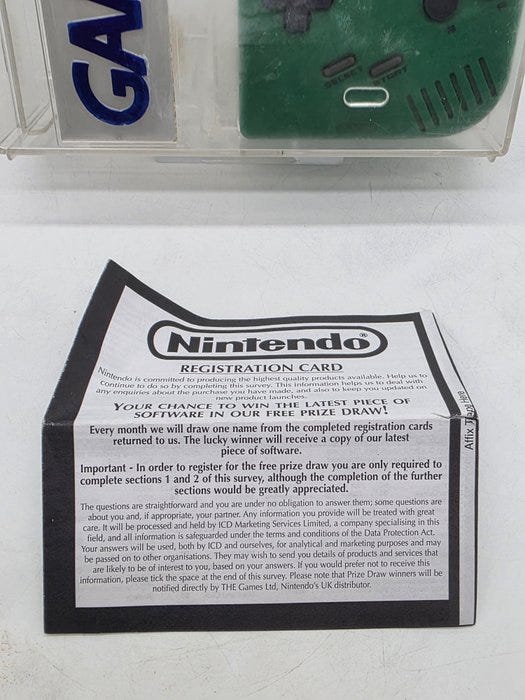 GA
SELECT START
Nintendo®
REGISTRATION CARD
Nintendo is committed to producing the highest quality products available. Help us to
Continue to do so by completing this survey. This information helps us to deal with
any enquiries about the purchase you have made, and also to keep you updated on
new product launches.
YOUR CHANCE TO WIN THE LATEST PIECE OF
SOFTWARE IN OUR FREE PRIZE DRAW!
Every month we will draw one name from the completed registration cards
returned to us. The lucky winner will receive a copy of our latest
piece of software.
Important - In order to register for the free prize draw you are only required to
complete sections 1 and 2 of this survey, although the completion of the further
sections would be greatly appreciated.
The questions are straightforward and you are under no obligation to answer them; some questions are
about you and, if appropriate, your partner. Any information you provide will be treated with great
care. It will be processed and held by ICD Marketing Services Limited, a company specialising in this
field, and all information is safeguarded under the terms and conditions of the Data Protection Act.
Your answers will be used, both by ICD and ourselves, for analytical and marketing purposes and may
be passed on to other organisations. They may wish to send you details of products and services that
are likely to be of interest to you, based on your answers. If you would prefer not to receive this
information, please tick the space at the end of this survey. Please note that Prize Draw winners will be
notified directly by THE Games Ltd, Nintendo's UK distributor.
Affix Here